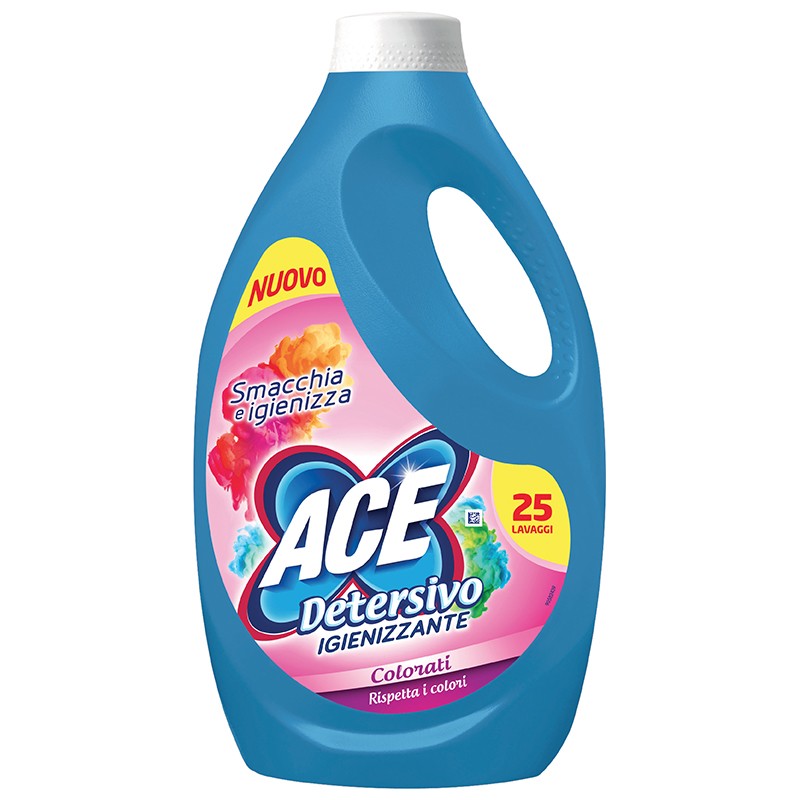 NUOVO
Smacchia
e igienizza
ACE
25
LAVAGGI
Detersivo
IGIENIZZANTE
Colorati
Rispetta i colori